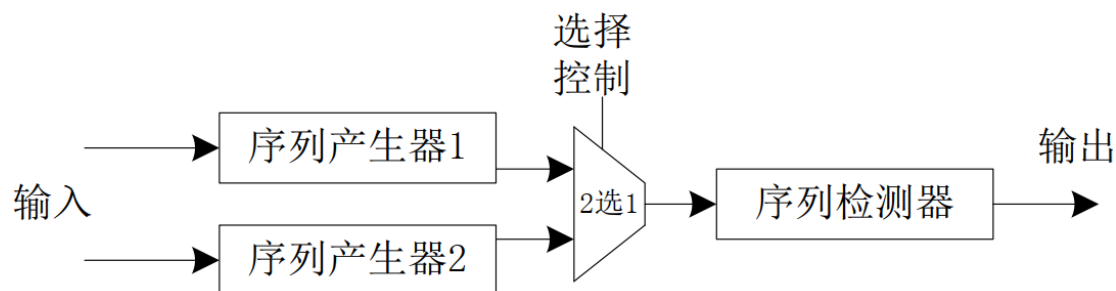 选择
控制
序列产生器1
输入
序列产生器2
2选1
序列检测器
输出